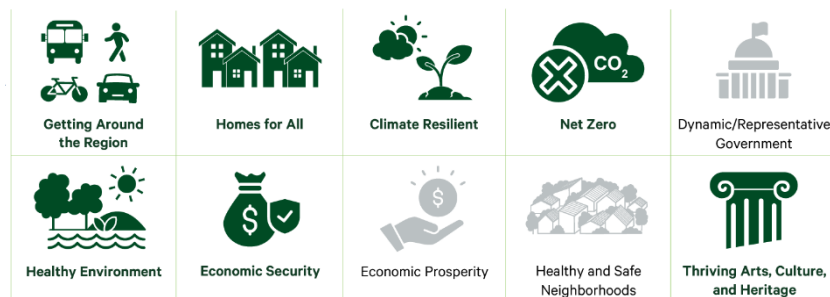 CO2
Getting Around
the Region
Homes for All
Climate Resilient
Net Zero
Dynamic/Representative
Government
$
$
Healthy Environment
Economic Security
Economic Prosperity
Healthy and Safe
Neighborhoods
Thriving Arts, Culture,
and Heritage